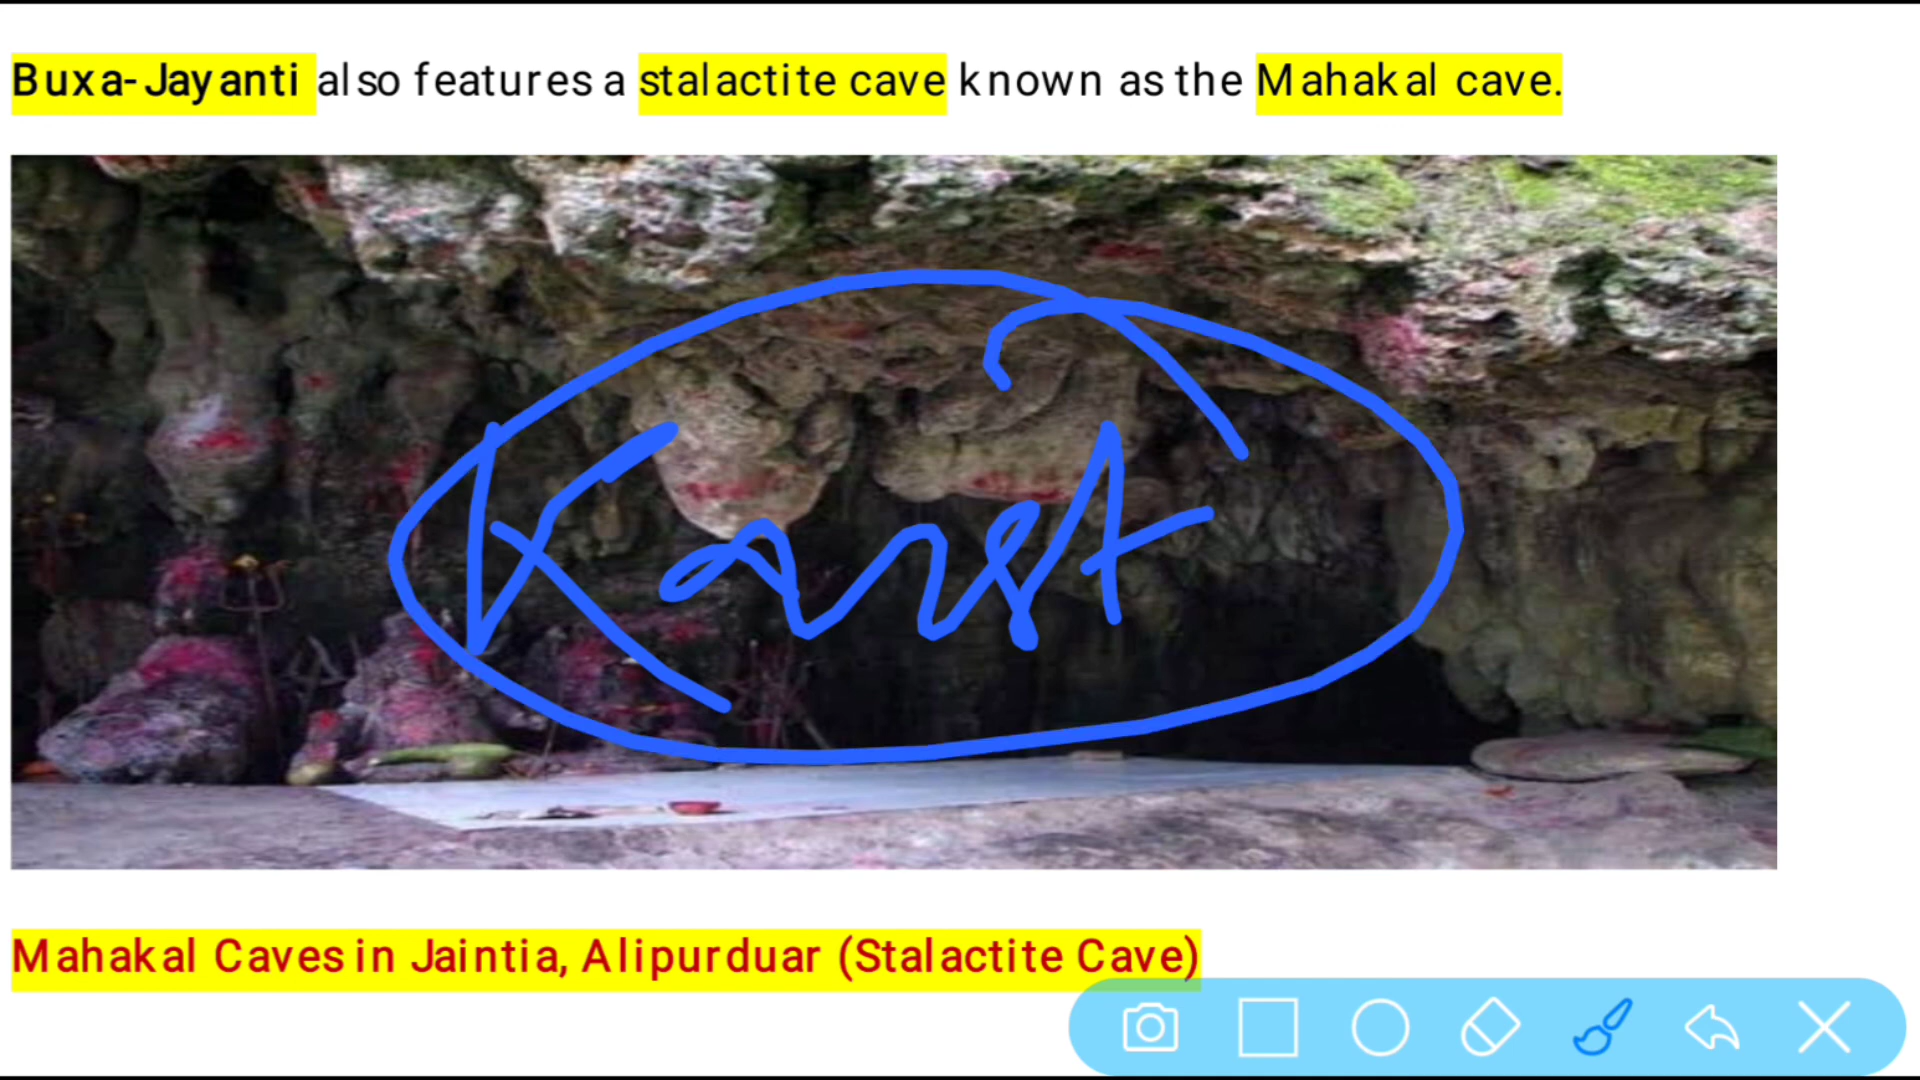 Buxa-Jayanti also features a stalactite cave known as the Mahakal cave.
Karst
Mahakal Caves in Jaintia, Alipurduar (Stalactite Cave)